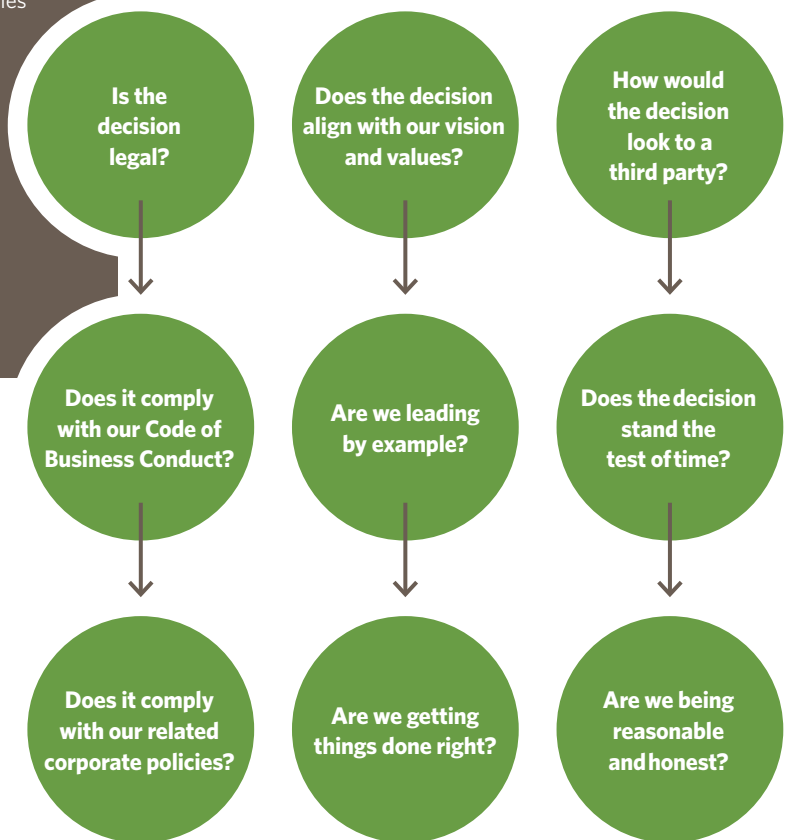 Is the
decision
legal?
Does it comply
with our Code of
Business Conduct?
Does it comply
with our related
corporate policies?
Does the decision
align with our vision
and values?
Are we leading
by example?
Are we getting
things done right?
How would
the decision
look to a
third party?
Does the decision
stand the
test of time?
Are we being
reasonable
and honest?